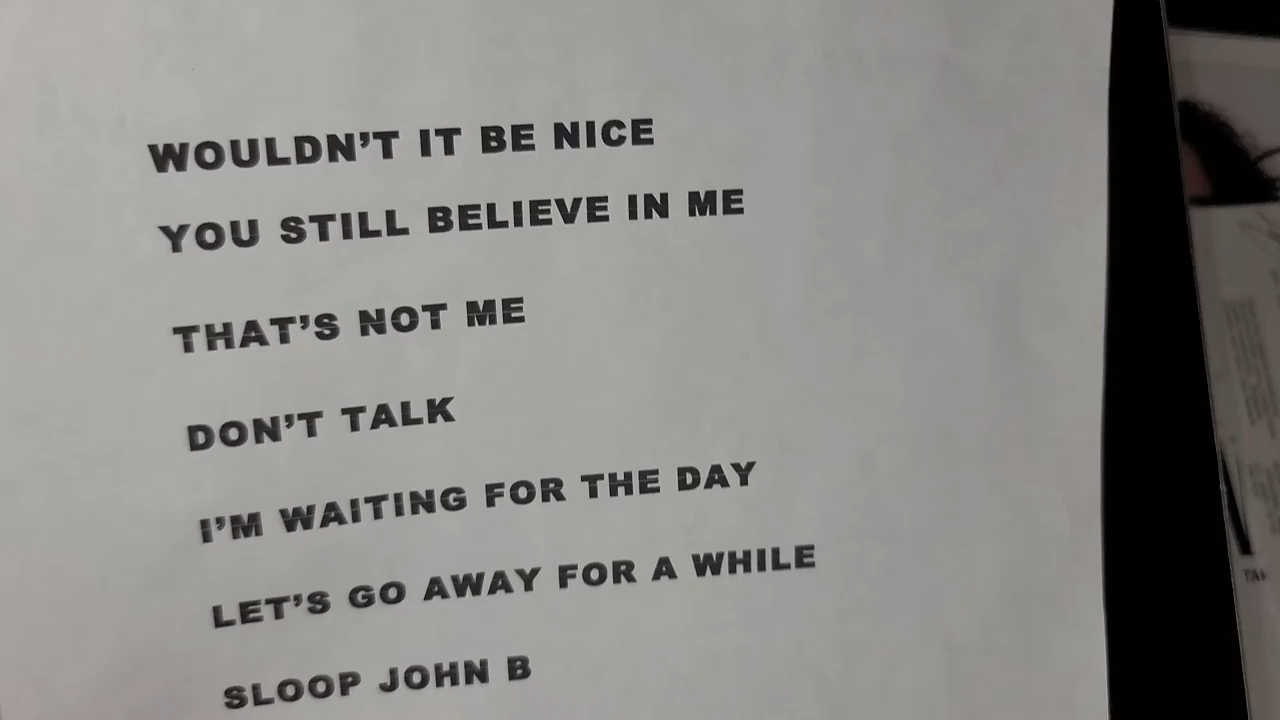 WOULDN'T IT BE NICE
YOU STILL BELIEVE IN ME
THAT'S NOT ME
DON'T TALK
I'M WAITING FOR THE DAY
LET'S GO AWAY FOR A WHILE
SLOOP JOHN B